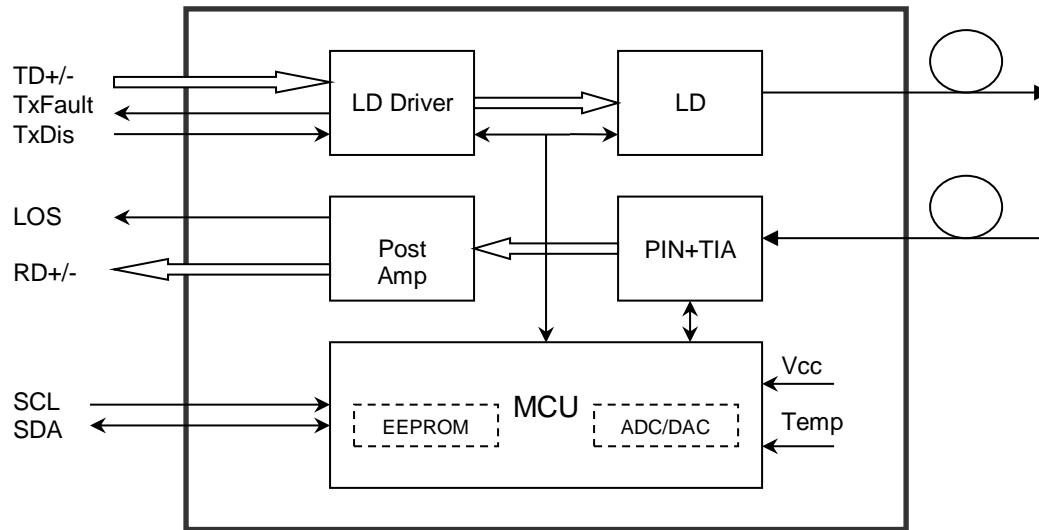 TD+/-
TxFault
TxDis
LD Driver
LD
LOS
RD+/-
Post
Amp
PIN+TIA
SCL
SDA
MCU
EEPROM
ADC/DAC
Vcc
Temp